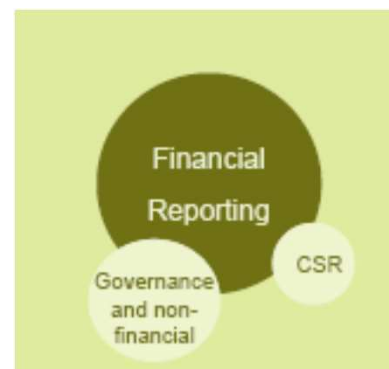 Financial
Reporting
CSR
Governance
and non-
financial